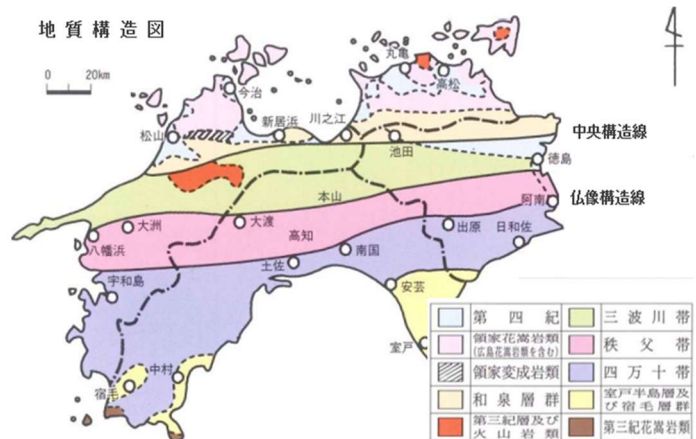 地質構造図
0 20km
丸亀
高松
今治
新居浜
川之江
松山
池田
中央構造線
徳島
本山
阿南
仏像構造線
大洲
大渡
出原
日和佐
八幡浜
高知
南国
土佐
宇和島
安芸
室戸
中村
宿毛
第四紀
三波川帯
領家花嵩岩類
(広島花嵩岩類を含む)
秩父帯
領家変成岩類
四万十帯
和泉層群
室戸半島層及
び宿毛層群
第三紀層及び
火山岩類
第三紀花嵩岩